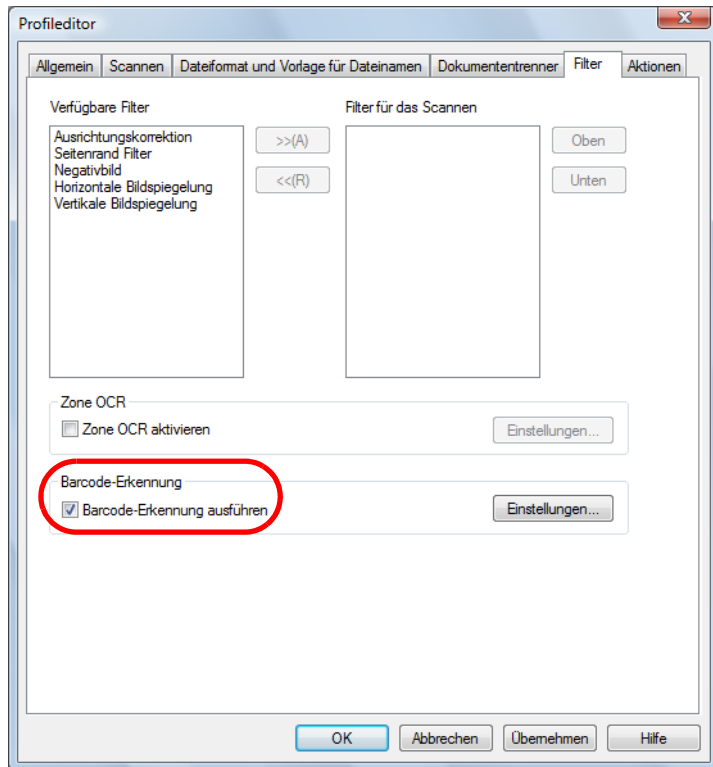 Profileditor
Allgemein Scannen Dateiformat und Vorlage für Dateinamen Dokumententrenner Filter Aktionen
Verfügbare Filter Filter für das Scannen
Ausrichtungskorrektion >>(A) Oben
Seitenrand Filter
Negativbild <<(R) Unten
Horizontale Bildspiegelung
Vertikale Bildspiegelung
Zone OCR
Zone OCR aktivieren Einstellungen...
Barcode-Erkennung
Barcode-Erkennung ausführen Einstellungen...
OK Abbrechen Übernehmen Hilfe